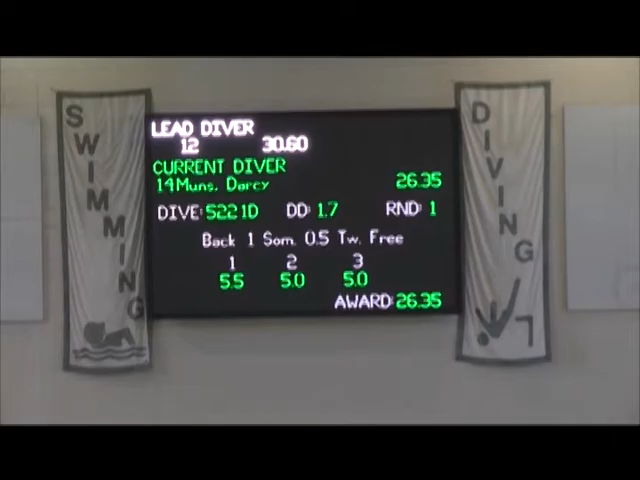 SWIMMING
LEAD DIVER
12 30.60
CURRENT DIVER
14 Muns, Darcy 26.35
DIVE: 5221D DD: 1.7 RND: 1
Back 1 Som. 0.5 Tw. Free
1 2 3
5.5 5.0 5.0
AWARD: 26.35
DIVING